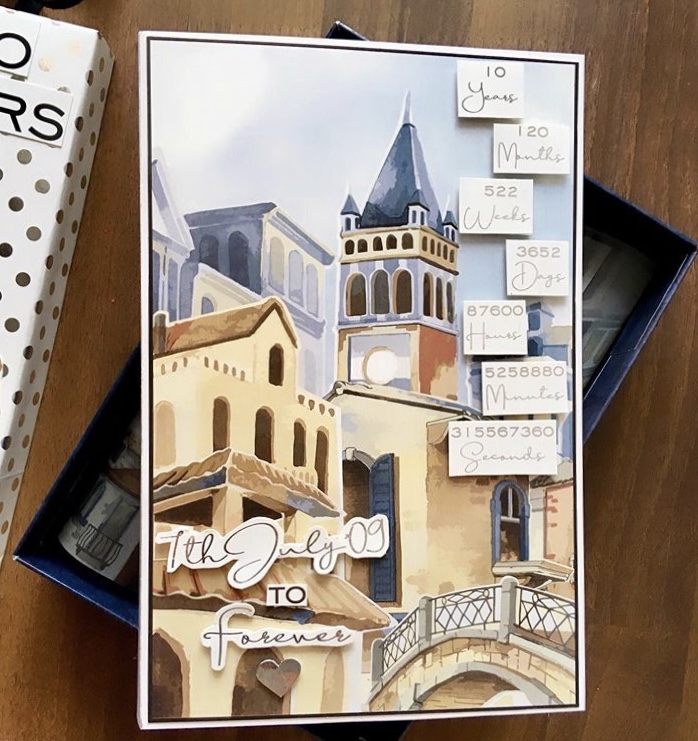 O
RS
10
Years
120
Months
522
Weeks
3652
Days
87600
Hours
5258880
Minutes
315567360
Seconds
7th July 09
TO
Forever